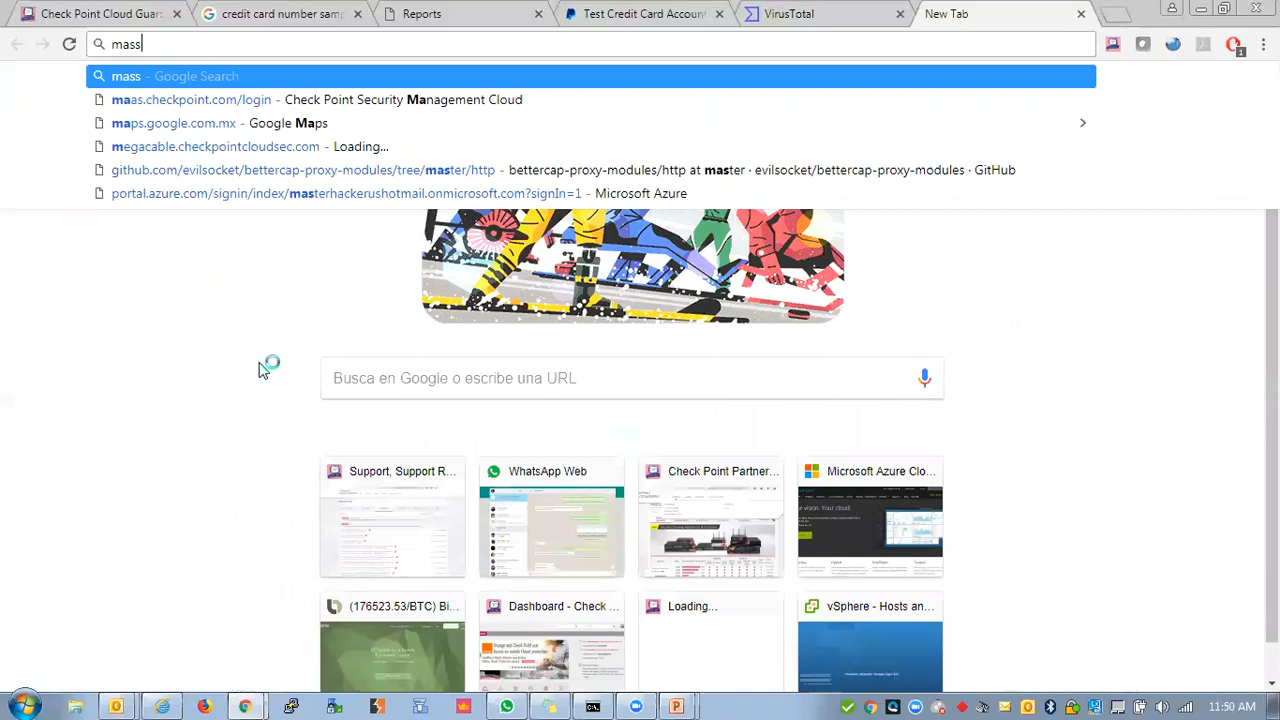 Check Point Cloud Guar
credit card number sam
Reports
Test Credit Card Accoun
VirusTotal
New Tab
mass
1
mass - Google Search
maas.checkpoint.com/login - Check Point Security Management Cloud
maps.google.com.mx - Google Maps
megacable.checkpointcloudsec.com - Loading...
github.com/evilsocket/bettercap-proxy-modules/tree/master/http - bettercap-proxy-modules/http at master · evilsocket/bettercap-proxy-modules · GitHub
portal.azure.com/signin/index/masterhackerushotmail.onmicrosoft.com?signIn=1 - Microsoft Azure
Busca en Google o escribe una URL
Support, Support R...
WhatsApp Web
Check Point Partner...
Microsoft Azure Clo...
(176523.53/BTC) Bi...
Dashboard - Check ...
Loading...
vSphere - Hosts an...
11:50 AM